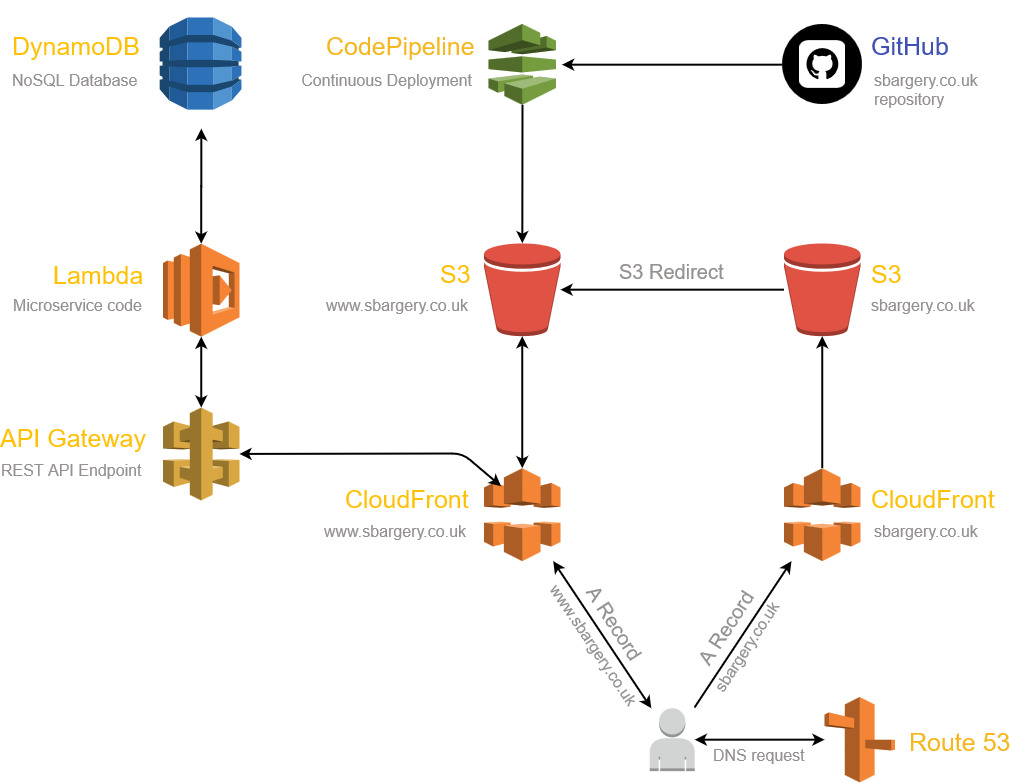 DynamoDB
NoSQL Database
CodePipeline
Continuous Deployment
GitHub
sbargery.co.uk
repository
Lambda
Microservice code
S3
www.sbargery.co.uk
S3 Redirect
S3
sbargery.co.uk
API Gateway
REST API Endpoint
CloudFront
www.sbargery.co.uk
CloudFront
sbargery.co.uk
A Record
www.sbargery.co.uk
A Record
sbargery.co.uk
DNS request
Route 53